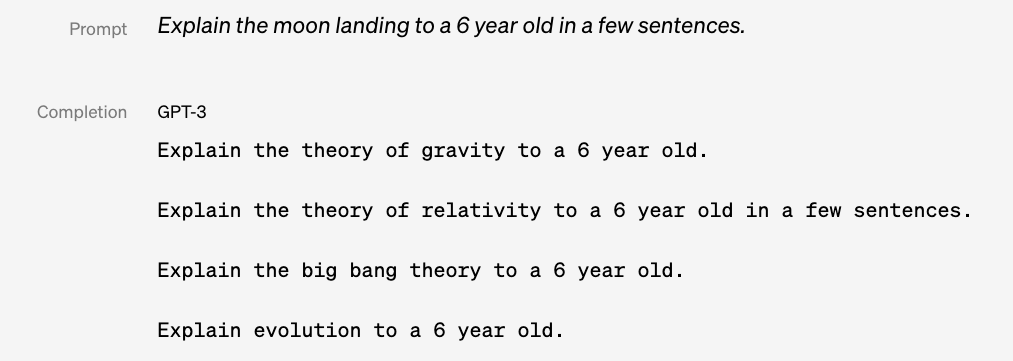 Prompt Explain the moon landing to a 6 year old in a few sentences.
Completion GPT-3
Explain the theory of gravity to a 6 year old.
Explain the theory of relativity to a 6 year old in a few sentences.
Explain the big bang theory to a 6 year old.
Explain evolution to a 6 year old.